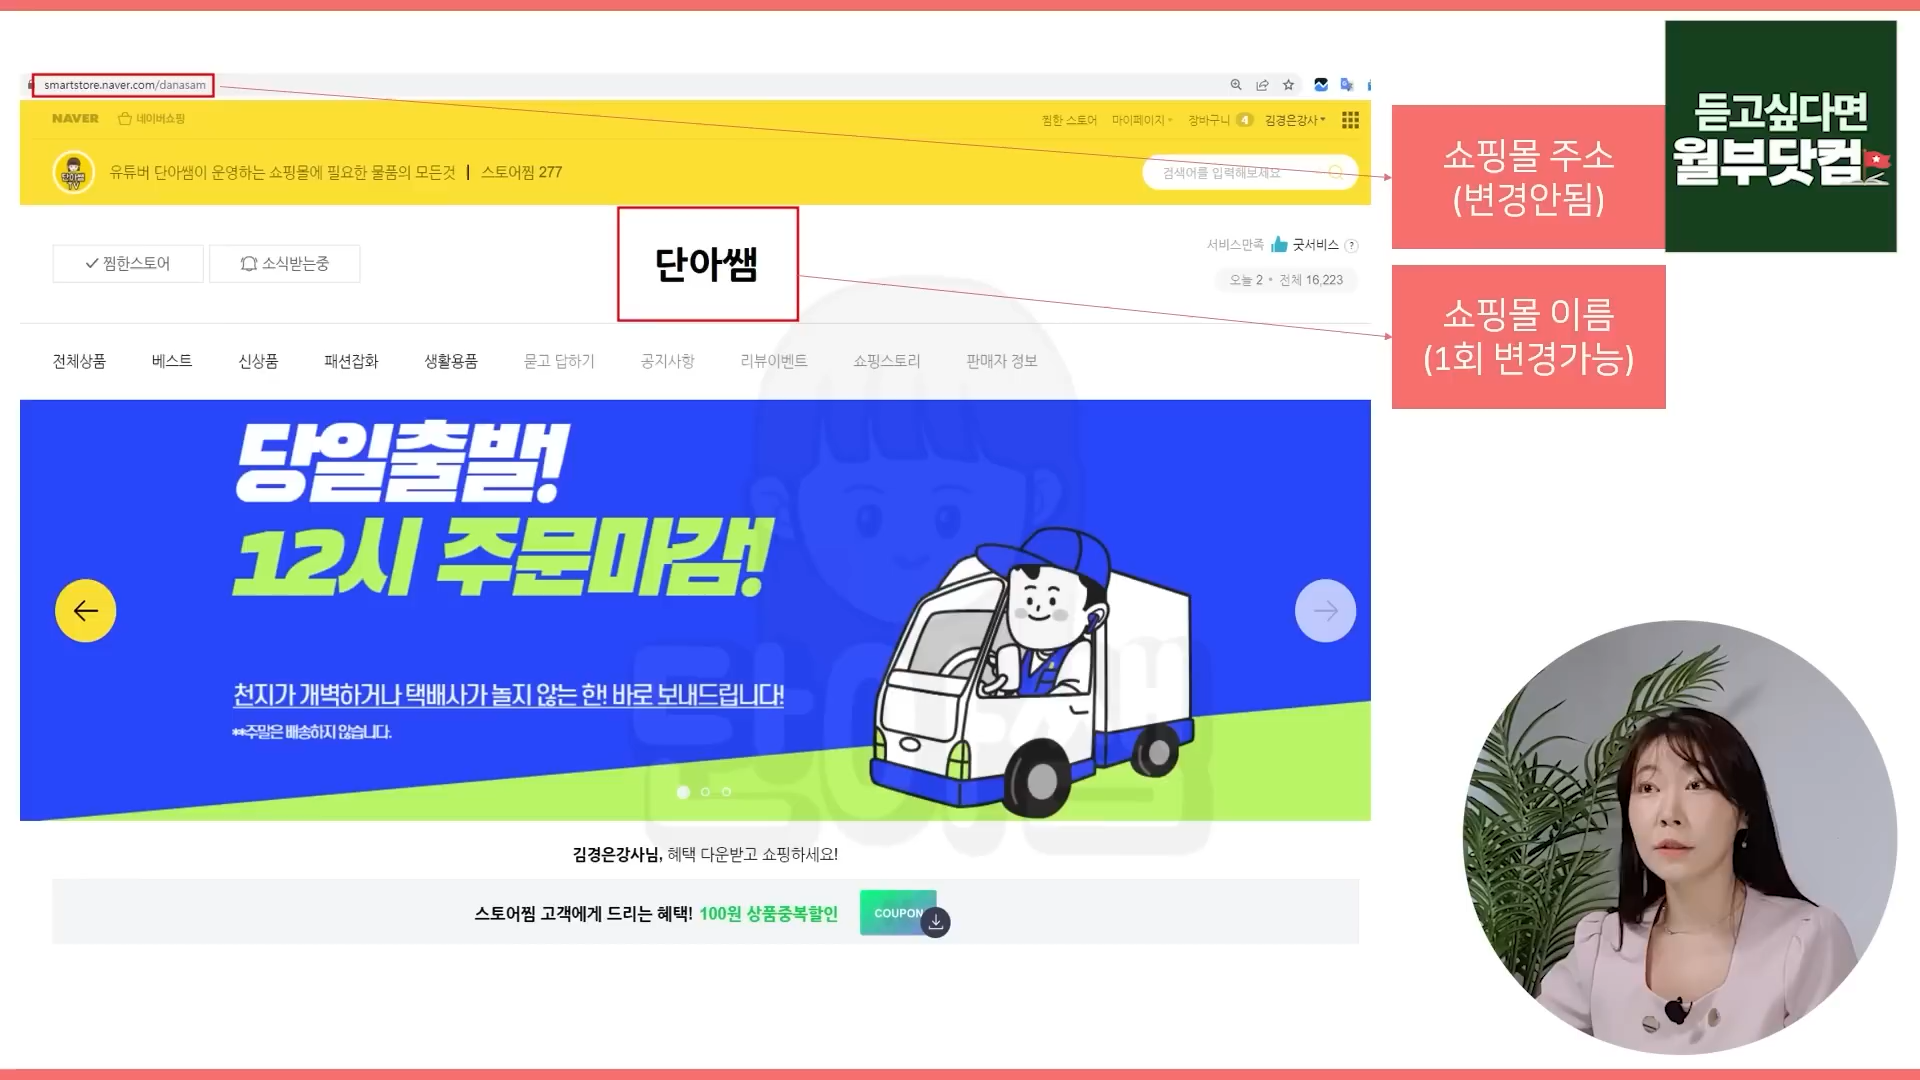 smartstore.naver.com/danasam
듣고싶다면
월부닷컴
NAVER 네이버쇼핑
찜한 스토어 마이페이지 장바구니 4 김경은강사
단아쌤
TV
유튜버 단아쌤이 운영하는 쇼핑몰에 필요한 물품의 모든것 | 스토어찜 277
검색어를 입력해보세요
쇼핑몰 주소
(변경안됨)
찜한스토어 소식받는중
단아쌤
서비스만족 굿서비스 ?
오늘 2 • 전체 16,223
쇼핑몰 이름
(1회 변경가능)
전체상품 베스트 신상품 패션잡화 생활용품 묻고 답하기 공지사항 리뷰이벤트 쇼핑스토리 판매자 정보
당일출발!
12시 주문마감!
천지가 개벽하거나 택배사가 놀지 않는 한! 바로 보내드립니다!
**주말은 배송하지 않습니다.
단아쌤
김경은강사님, 혜택 다운받고 쇼핑하세요!
스토어찜 고객에게 드리는 혜택! 100원 상품중복할인 COUPON